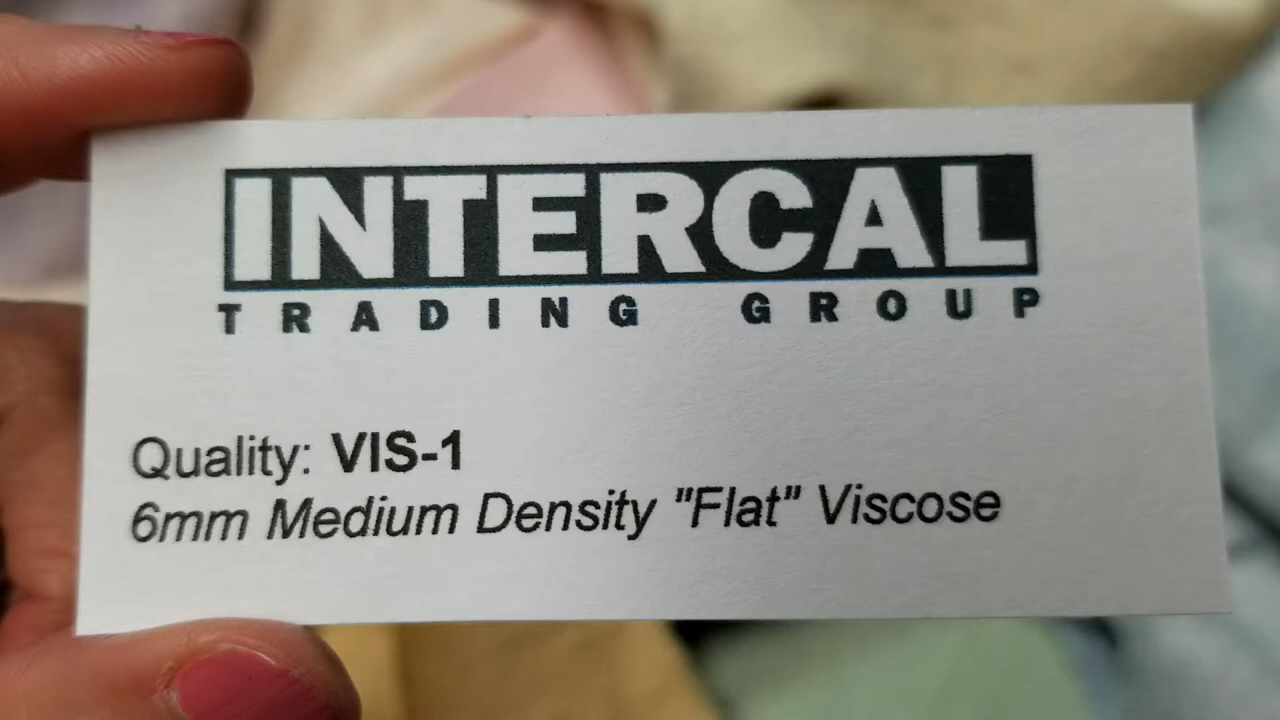 INTERCAL
TRADING GROUP
Quality: VIS-1
6mm Medium Density "Flat" Viscose